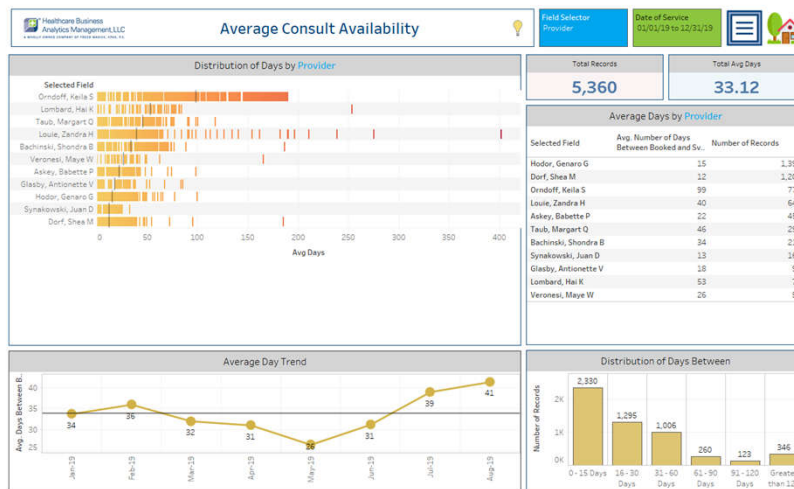 Healthcare Business
Analytics Management, LLC
Average Consult Availability
Field Selector
Provider
Date of Service
01/01/19 to 12/31/19
Distribution of Days by Provider
Selected Field
Orndoff, Keila S
Lombard, Hai K
Taub, Margart Q
Louie, Zandra H
Bachinski, Shondra B
Veronesi, Maye W
Askey, Babette P
Glasby, Antionette V
Hodor, Genaro G
Synakowski, Juan D
Dorf, Shea M
0 50 100 150 200 250 300 350 400
Avg Days
Total Records
5,360
Total Avg Days
33.12
Average Days by Provider
Selected Field
Avg. Number of Days
Between Booked and Sv..
Number of Records
Hodor, Genaro G 15
Dorf, Shea M 12
Orndoff, Keila S 99
Louie, Zandra H 40
Askey, Babette P 22
Taub, Margart Q 46
Bachinski, Shondra B 34
Synakowski, Juan D 13
Glasby, Antionette V 18
Lombard, Hai K 53
Veronesi, Maye W 26
Average Day Trend
Avg. Days Between B..
40
35
30
25
34 36 32 31 26 31 39 41
Jan-19 Feb-19 Mar-19 Apr-19 May-19 Jun-19 Jul-19 Aug-19
Distribution of Days Between
Number of Records
2K
1K
0K
2,330 1,295 1,006 260 123 346
0-15 Days
16-30 Days
31-60 Days
61-90 Days
91-120 Days
than